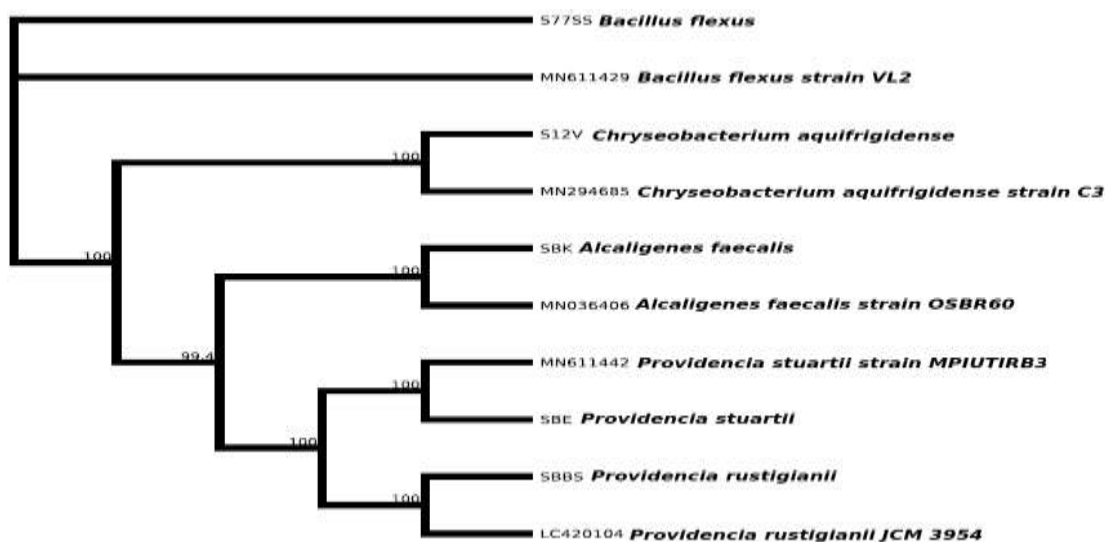 S77SS Bacillus flexus
MN611429 Bacillus flexus strain VL2
S12V Chryseobacterium aquifrigidense
100
MN294685 Chryseobacterium aquifrigidense strain C3
SBK Alcaligenes faecalis
100
100
MN036406 Alcaligenes faecalis strain OSBR60
99.4
MN611442 Providencia stuartii strain MPIUTIRB3
100
SBE Providencia stuartii
100
SBBS Providencia rustigianii
100
LC420104 Providencia rustigianii JCM 3954